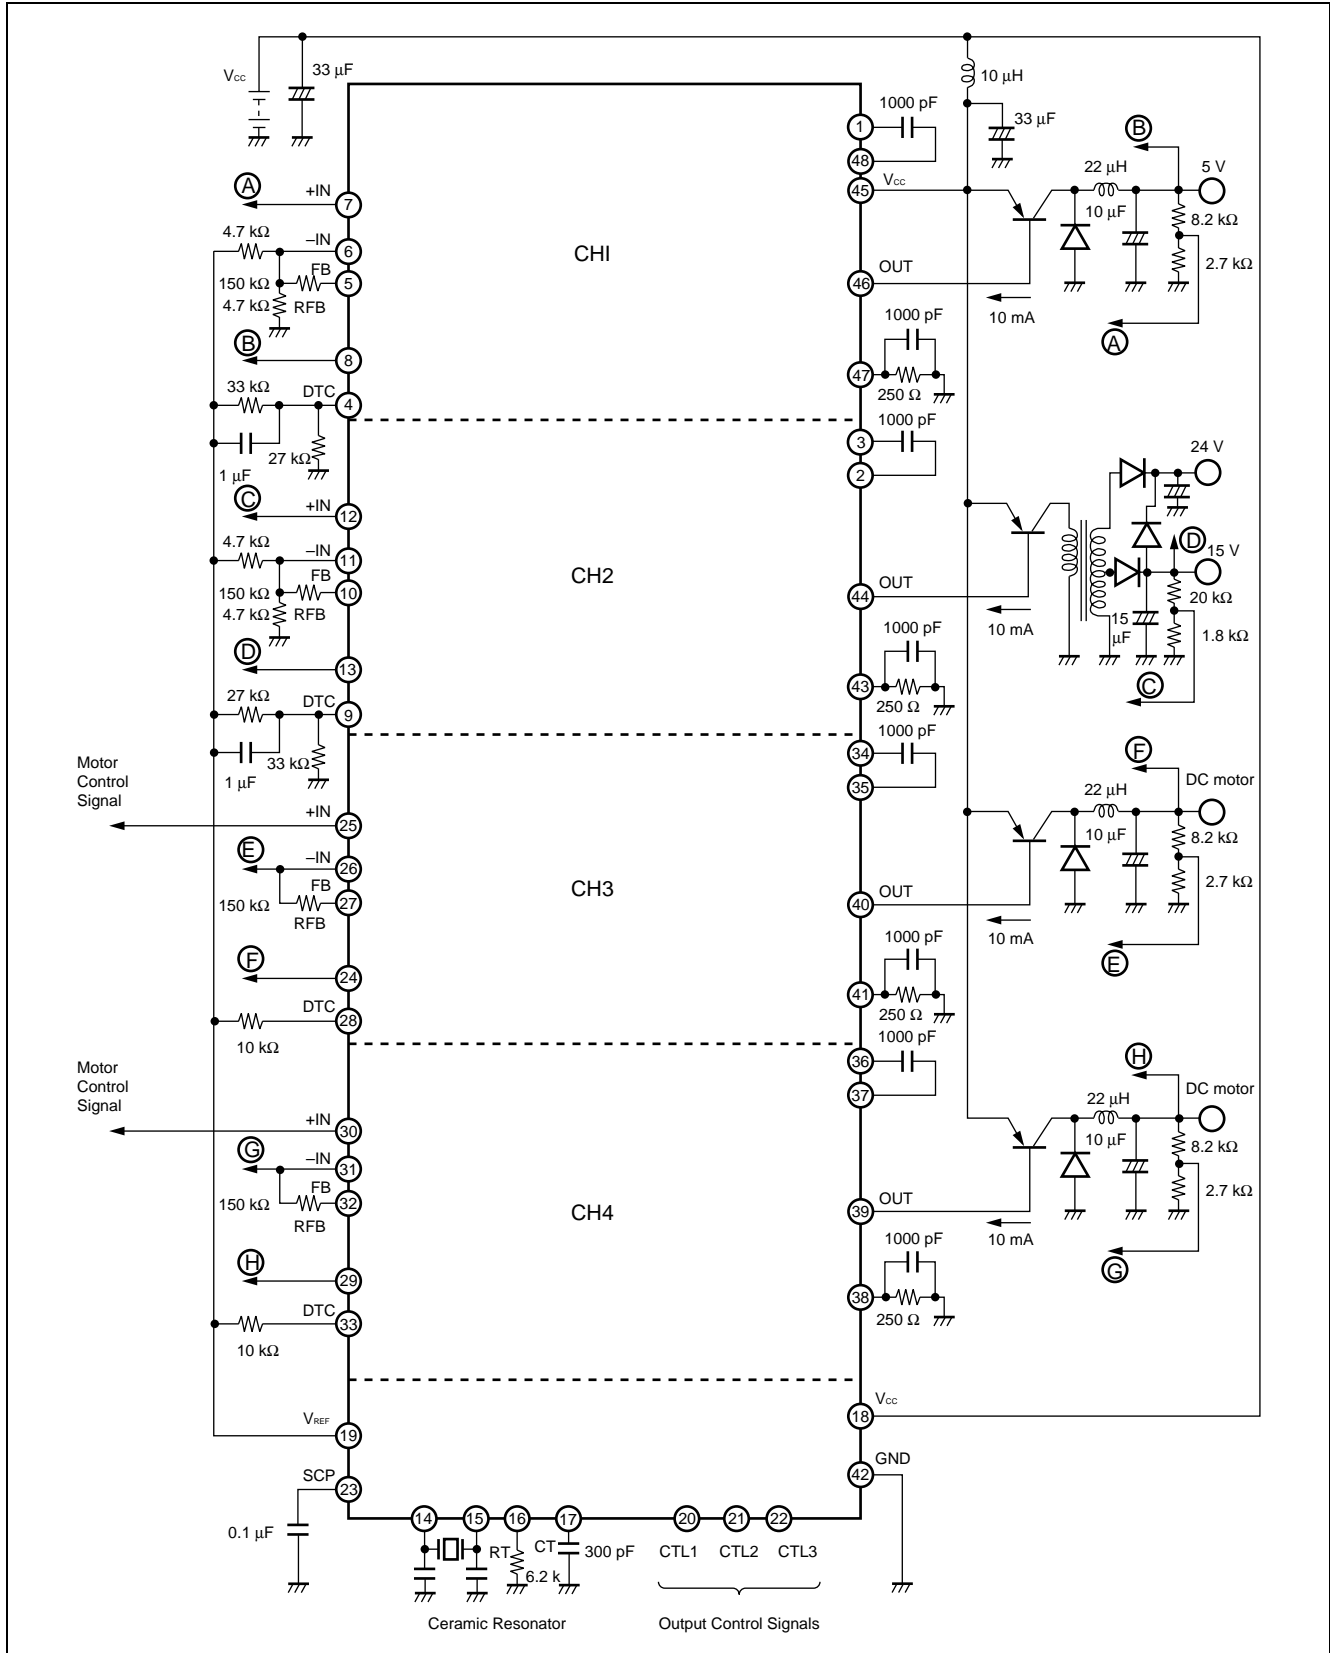 VCC
33 µF
10 µH
1000 pF
33 µF
1
48
45
VCC
B
22 µH
5 V
10 µF
8.2 kΩ
2.7 kΩ
A
+IN
7
4.7 kΩ
–IN
6
FB
150 kΩ
5
4.7 kΩ
RFB
CHI
OUT
46
10 mA
A
B
8
1000 pF
47
250 Ω
33 kΩ
DTC
4
27 kΩ
1 µF
1000 pF
3
2
24 V
C
+IN
12
4.7 kΩ
–IN
11
FB
150 kΩ
10
4.7 kΩ
RFB
CH2
OUT
44
10 mA
D
15 V
20 kΩ
15
µF
1.8 kΩ
C
D
13
1000 pF
43
250 Ω
27 kΩ
DTC
9
33 kΩ
1 µF
1000 pF
34
35
Motor
Control
Signal
+IN
25
E
–IN
26
FB
150 kΩ
27
RFB
CH3
OUT
40
10 mA
F
DC motor
22 µH
10 µF
8.2 kΩ
2.7 kΩ
E
F
24
DTC
28
10 kΩ
1000 pF
41
250 Ω
1000 pF
36
37
Motor
Control
Signal
+IN
30
G
–IN
31
FB
150 kΩ
32
RFB
CH4
OUT
39
10 mA
H
DC motor
22 µH
10 µF
8.2 kΩ
2.7 kΩ
G
H
29
DTC
33
10 kΩ
1000 pF
38
250 Ω
VREF
19
VCC
18
SCP
23
GND
42
0.1 µF
14
15
16
17
20
21
22
RT
6.2 k
CT
300 pF
CTL1
CTL2
CTL3
Ceramic Resonator
Output Control Signals